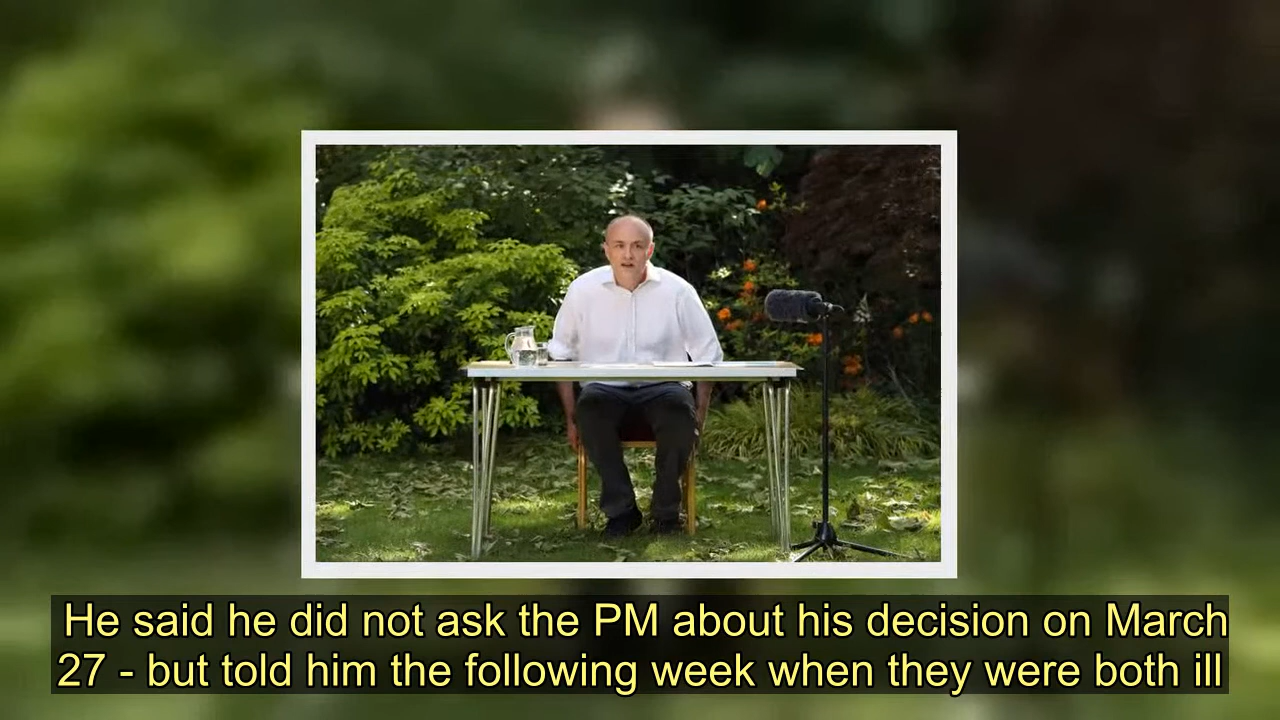 He said he did not ask the PM about his decision on March
27 - but told him the following week when they were both ill